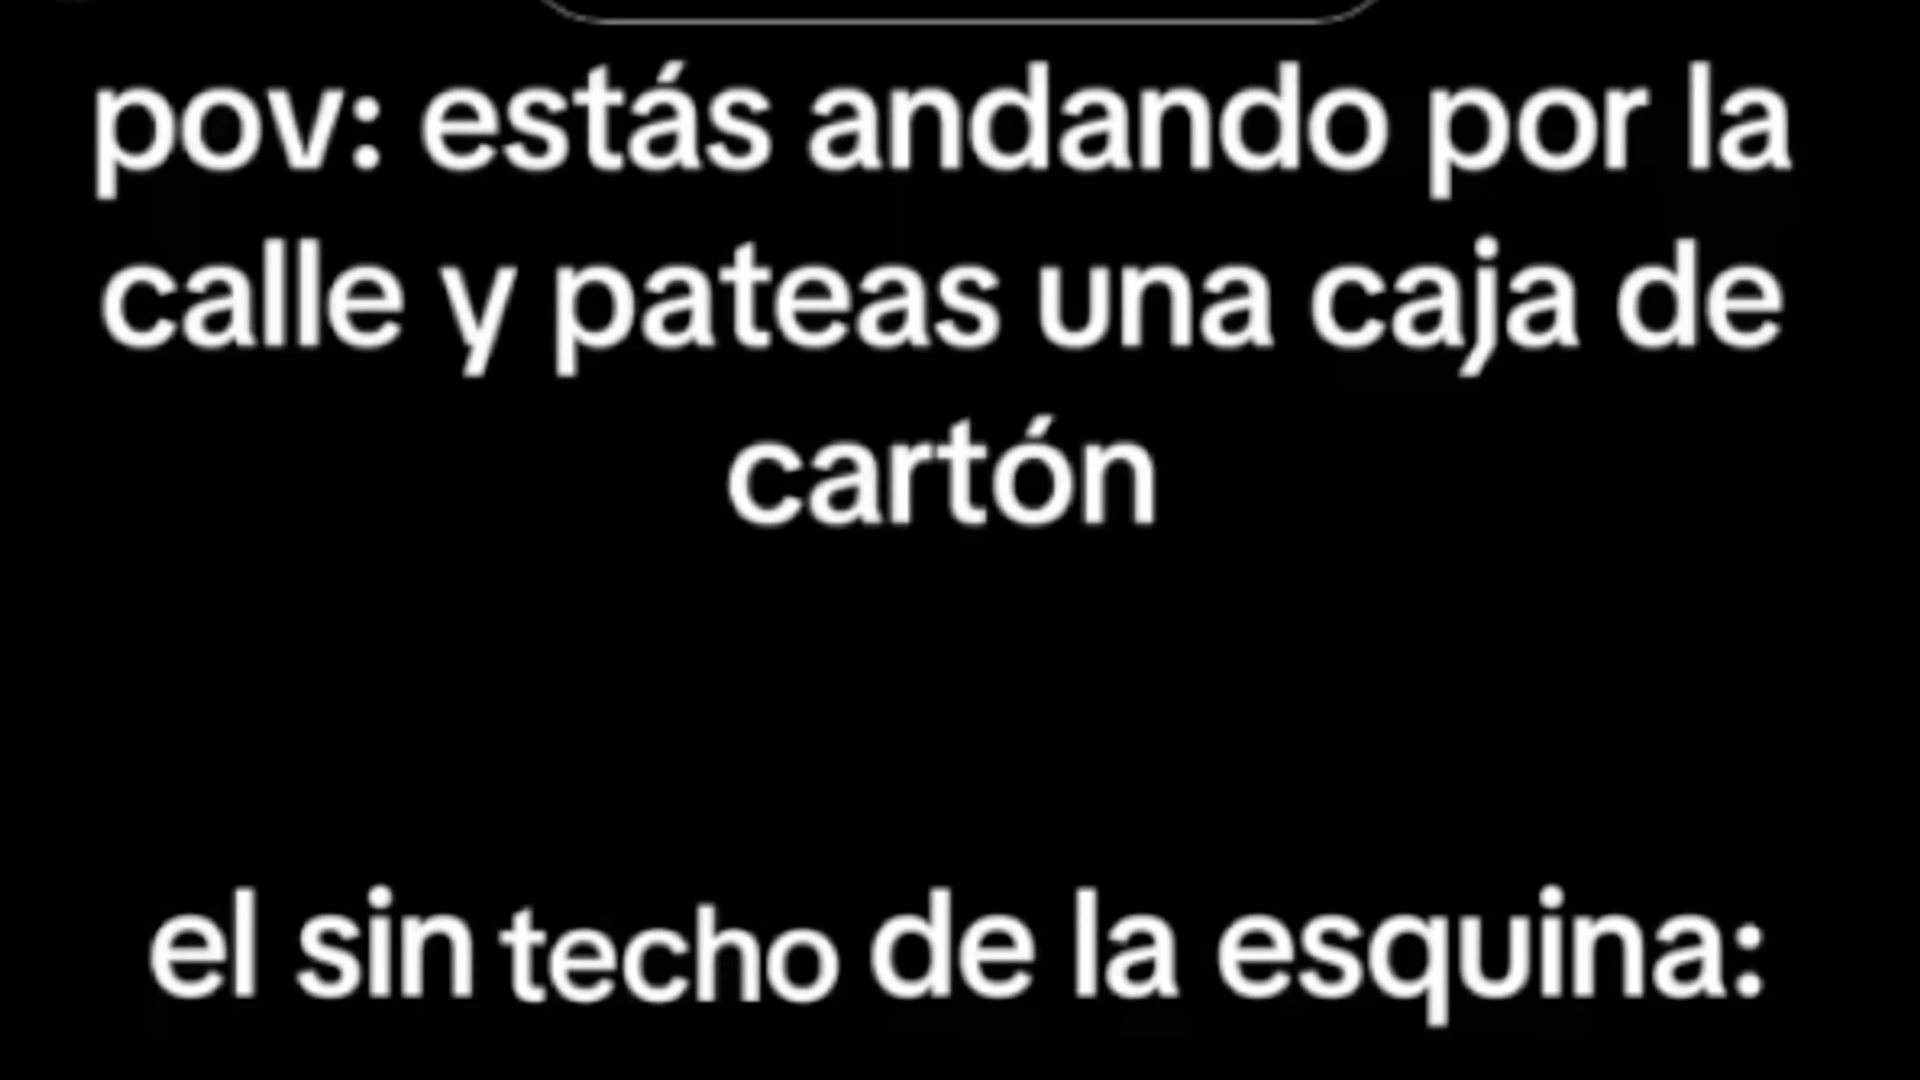 pov: estás andando por la
calle y pateas una caja de
cartón
el sin techo de la esquina: